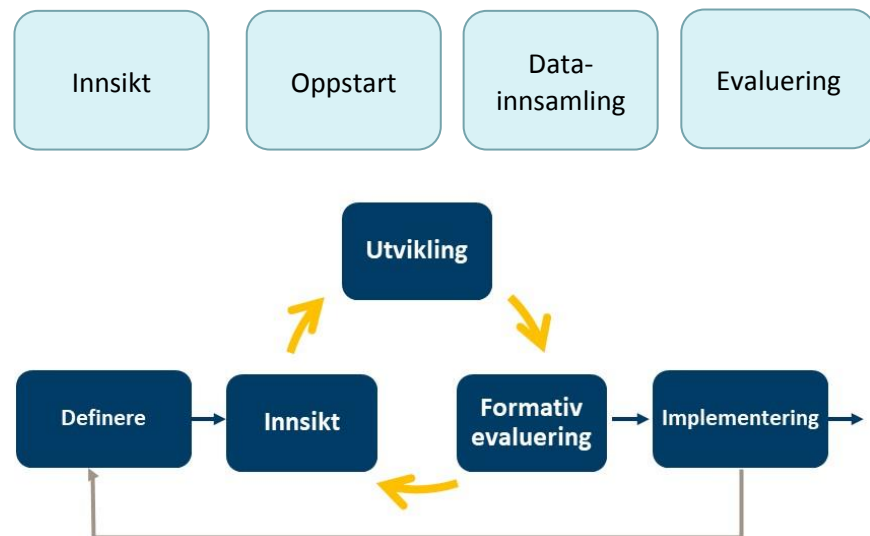 Innsikt
Oppstart
Data-
innsamling
Evaluering
Utvikling
Definere
Innsikt
Formativ
evaluering
Implementering